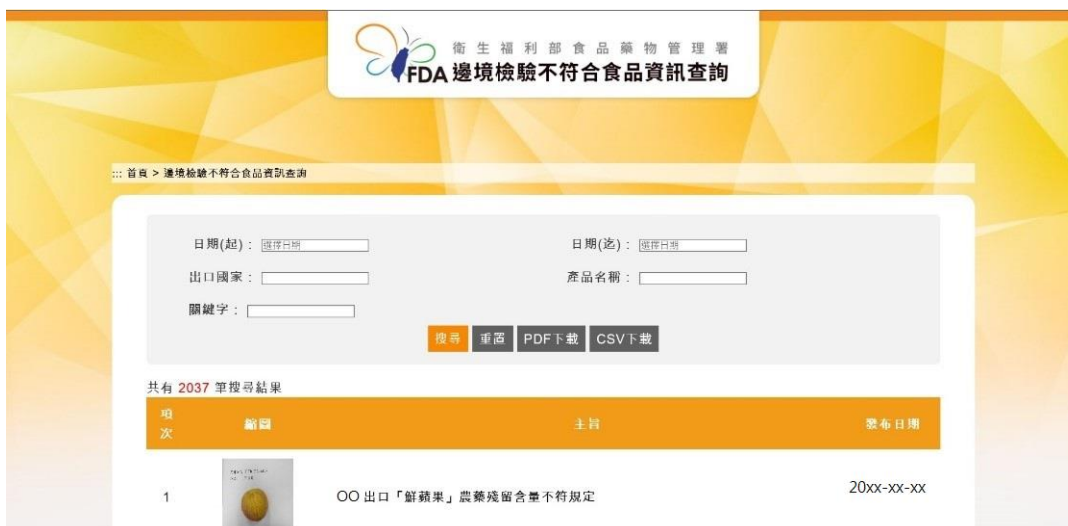 衛生福利部食品藥物管理署
FDA 邊境檢驗不符合食品資訊查詢
::: 首頁 > 邊境檢驗不符合食品資訊查詢
日期(起)： 選擇日期
日期(迄)： 選擇日期
出口國家：
產品名稱：
關鍵字：
搜尋 重置 PDF下載 CSV下載
共有 2037 筆搜尋結果
項次 縮圖 主旨 發布日期
1 OO 出口「鮮蘋果」農藥殘留含量不符規定 20xx-xx-xx